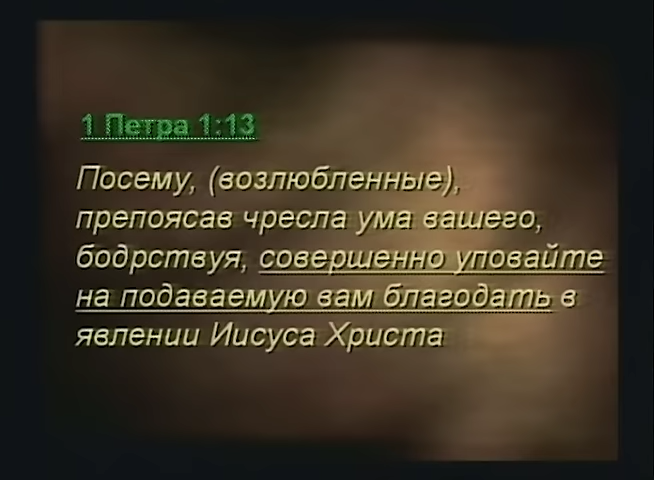 1 Петра 1:13
Посему, (возлюбленные),
препоясав чресла ума вашего,
бодрствуя, совершенно уповайте
на подаваемую вам благодать в
явлении Иисуса Христа